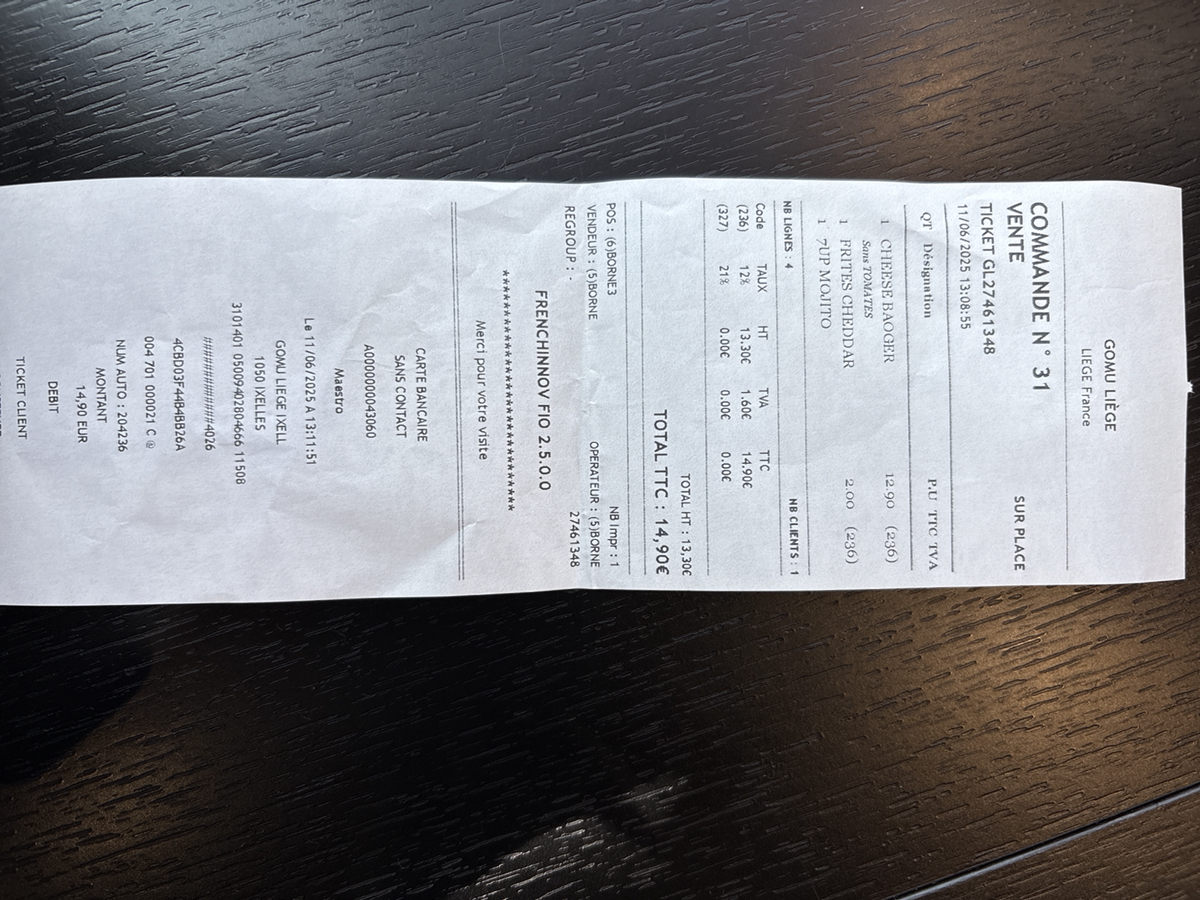 GOMU LIÈGE
LIEGE France
COMMANDE N° 31
VENTE SUR PLACE
TICKET GL27461348
11/06/2025 13:08:55
QT Désignation P.U TTC TVA
1 CHEESE BAOGER 12.90 (236)
Sans TOMATES
1 FRITES CHEDDAR 2.00 (236)
1 7UP MOJITO
NB LIGNES : 4 NB CLIENTS : 1
Code TAUX HT TVA TTC
(236) 12% 13.30€ 1.60€ 14.90€
(327) 21% 0.00€ 0.00€ 0.00€
TOTAL HT : 13,30€
TOTAL TTC : 14,90€
POS : (6)BORNE3 NB Impr : 1
VENDEUR : (5)BORNE OPERATEUR : (5)BORNE
REGROUP : - 27461348
FRENCHINNOV FIO 2.5.0.0
Merci pour votre visite
CARTE BANCAIRE
SANS CONTACT
A0000000043060
Maestro
Le 11/06/2025 A 13:11:51
GOMU LIEGE IXELL
1050 IXELLES
3101401 05009402804666 11508
############4026
4CBD03F44B4BB26A
004 701 000021 C @
NUM AUTO : 204236
MONTANT
14,90 EUR
DEBIT
TICKET CLIENT